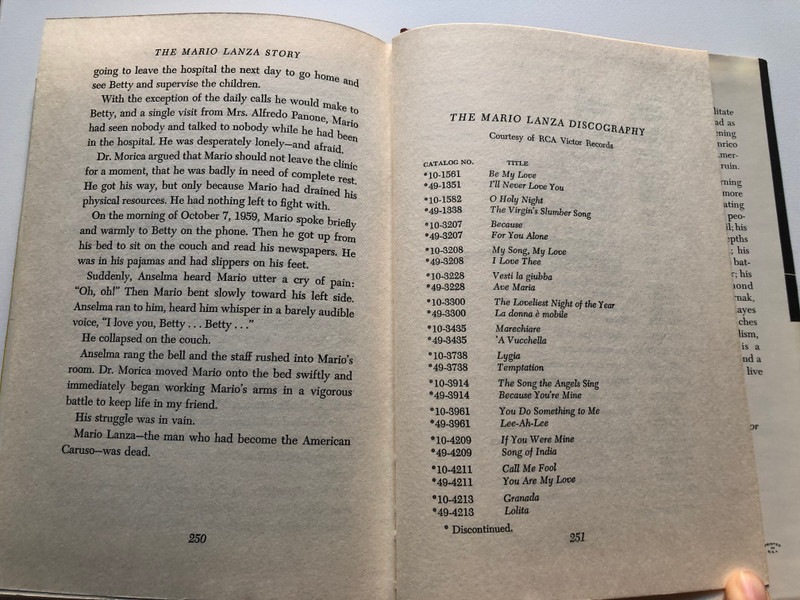 THE MARIO LANZA STORY
going to leave the hospital the next day to go home and
see Betty and supervise the children.
With the exception of the daily calls he would make to
Betty, and a single visit from Mrs. Alfredo Panone, Mario
had seen nobody and talked to nobody while he had been
in the hospital. He was desperately lonely—and afraid.
Dr. Morica argued that Mario should not leave the clinic
for a moment, that he was badly in need of complete rest.
He got his way, but only because Mario had drained his
physical resources. He had nothing left to fight with.
On the morning of October 7, 1959, Mario spoke briefly
and warmly to Betty on the phone. Then he got up from
his bed to sit on the couch and read his newspapers. He
was in his pajamas and had slippers on his feet.
Suddenly, Anselma heard Mario utter a cry of pain:
“Oh, oh!” Then Mario bent slowly toward his left side.
Anselma ran to him, heard him whisper in a barely audible
voice, “I love you, Betty . . . Betty . . .”
He collapsed on the couch.
Anselma rang the bell and the staff rushed into Mario's
room. Dr. Morica moved Mario onto the bed swiftly and
immediately began working Mario's arms in a vigorous
battle to keep life in my friend.
His struggle was in vain.
Mario Lanza—the man who had become the American
Caruso—was dead.
250
THE MARIO LANZA DISCOGRAPHY
Courtesy of RCA Victor Records
CATALOG NO. TITLE
*10-1561 Be My Love
*49-1351 I'll Never Love You
*10-1582 O Holy Night
*49-1338 The Virgin's Slumber Song
*10-3207 Because
*49-3207 For You Alone
*10-3208 My Song, My Love
*49-3208 I Love Thee
*10-3228 Vesti la giubba
*49-3228 Ave Maria
*10-3300 The Loveliest Night of the Year
*49-3300 La donna è mobile
*10-3435 Marechiare
*49-3435 'A Vucchella
*10-3738 Lygia
*49-3738 Temptation
*10-3914 The Song the Angels Sing
*49-3914 Because You're Mine
*10-3961 You Do Something to Me
*49-3961 Lee-Ah-Lee
*10-4209 If You Were Mine
*49-4209 Song of India
*10-4211 Call Me Fool
*49-4211 You Are My Love
*10-4213 Granada
*49-4213 Lolita
* Discontinued.
251